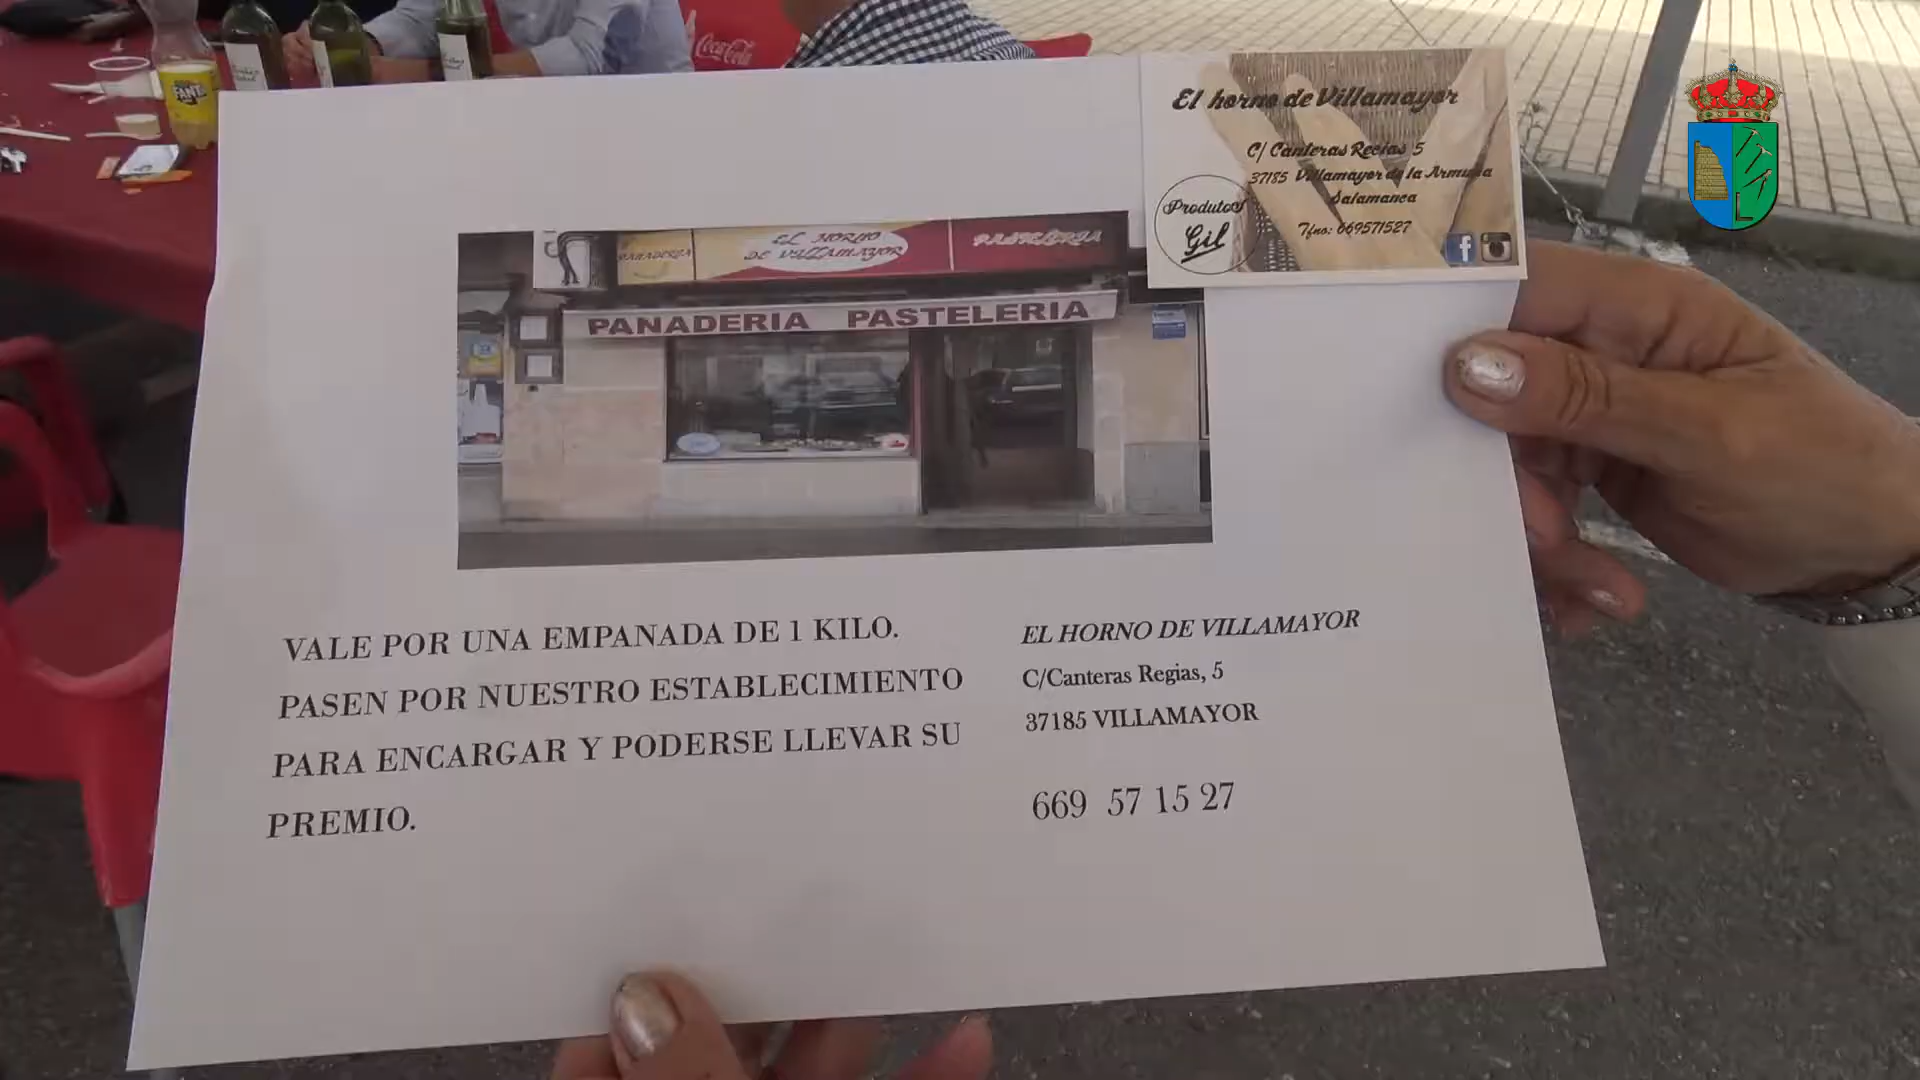 Coca-Cola
FANTA
El horno de Villamayor
C/ Canteras Recias 5
37185 Villamayor de la Armuña
Salamanca
Tfno: 669571527
Produtos
Gil
PANADERIA
EL HORNO
DE VILLAMAYOR
PASTELERIA
PANADERIA PASTELERIA
VALE POR UNA EMPANADA DE 1 KILO.
PASEN POR NUESTRO ESTABLECIMIENTO
PARA ENCARGAR Y PODERSE LLEVAR SU
PREMIO.
EL HORNO DE VILLAMAYOR
C/Canteras Regias, 5
37185 VILLAMAYOR
669 57 15 27